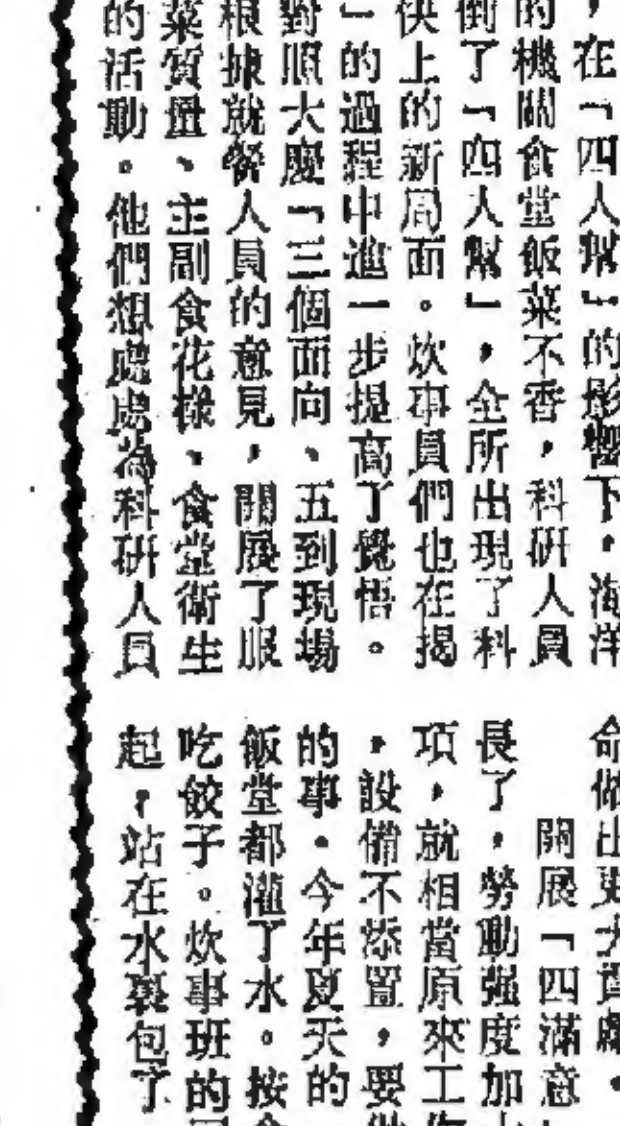 ，在「四人幫」的影響下，海洋
的機關食堂飯菜不香，科研人員
倒了「四人幫」，全所出現了科
快上的新局面。炊事員們也在揭
」的過程中進一步提高了覺悟。
對照大慶「三個面向、五到現場
根據就餐人員的意見，開展了服
菜質量、主副食花樣、食堂衛生
的活動。他們想處處為科研人員
命做出更大貢獻。
開展「四滿意
長了，勞動強度加
項，就相當原來工作
，設備不添置，要做
的事。今年夏天的
飯堂都灌了水。按
吃餃子。炊事班的
起，站在水裏包了